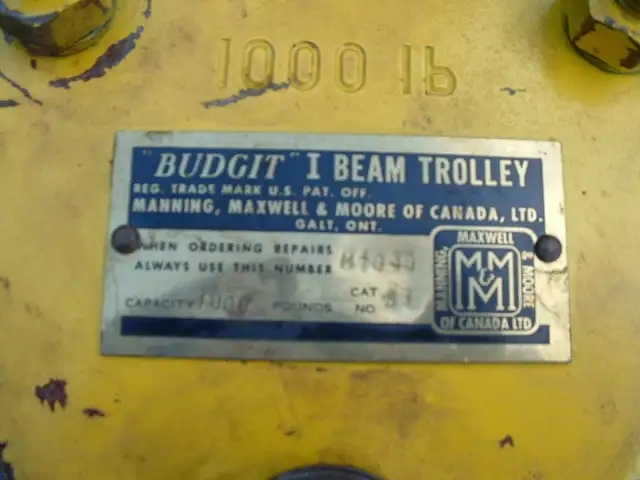 1000 lb
"BUDGIT" I BEAM TROLLEY
REG. TRADE MARK U.S. PAT. OFF.
MANNING, MAXWELL & MOORE OF CANADA, LTD.
GALT, ONT.
WHEN ORDERING REPAIRS
ALWAYS USE THIS NUMBER
CAPACITY 1000 POUNDS CAT NO
MAXWELL
MANNING,
& MOORE
MM&M
OF CANADA LTD